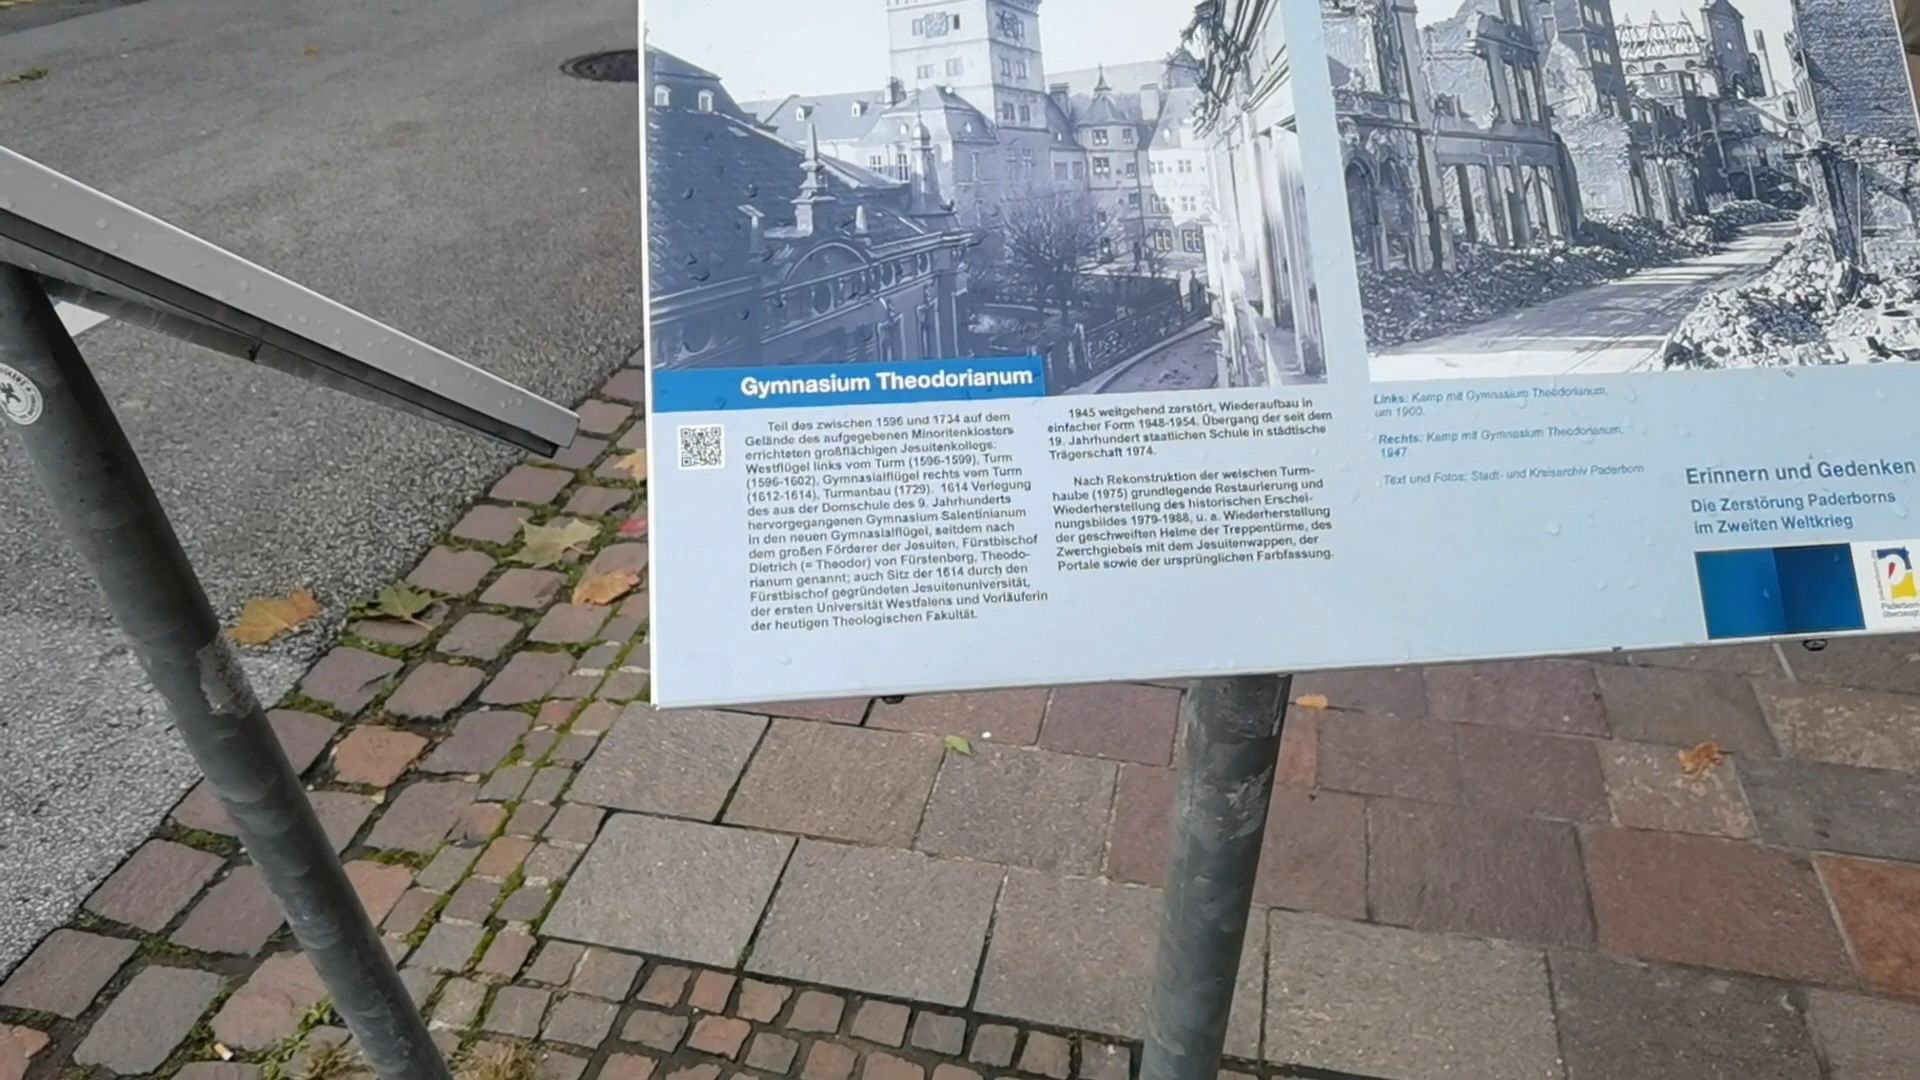 Gymnasium Theodorianum
Teil des zwischen 1596 und 1734 auf dem
Gelände des aufgegebenen Minoritenklosters
errichteten großflächigen Jesuitenkollegs:
Westflügel links vom Turm (1596-1599), Turm
(1596-1602), Gymnasialflügel rechts vom Turm
(1612-1614), Turmanbau (1729). 1614 Verlegung
des aus der Domschule des 9. Jahrhunderts
hervorgegangenen Gymnasium Salentinianum
in den neuen Gymnasialflügel, seitdem nach
dem großen Förderer der Jesuiten, Fürstbischof
Dietrich (= Theodor) von Fürstenberg, Theodo-
rianum genannt; auch Sitz der 1614 durch den
Fürstbischof gegründeten Jesuitenuniversität,
der ersten Universität Westfalens und Vorläuferin
der heutigen Theologischen Fakultät.
1945 weitgehend zerstört, Wiederaufbau in
einfacher Form 1948-1954. Übergang der seit dem
19. Jahrhundert staatlichen Schule in städtische
Trägerschaft 1974.
Nach Rekonstruktion der welschen Turm-
haube (1975) grundlegende Restaurierung und
Wiederherstellung des historischen Erschei-
nungsbildes 1979-1988, u. a. Wiederherstellung
der geschweiften Helme der Treppentürme, des
Zwerchgiebels mit dem Jesuitenwappen, der
Portale sowie der ursprünglichen Farbfassung.
Links: Kamp mit Gymnasium Theodorianum,
um 1900.
Rechts: Kamp mit Gymnasium Theodorianum,
1947
Text und Fotos: Stadt- und Kreisarchiv Paderborn
Erinnern und Gedenken
Die Zerstörung Paderborns
im Zweiten Weltkrieg
Paderborn
überzeugt